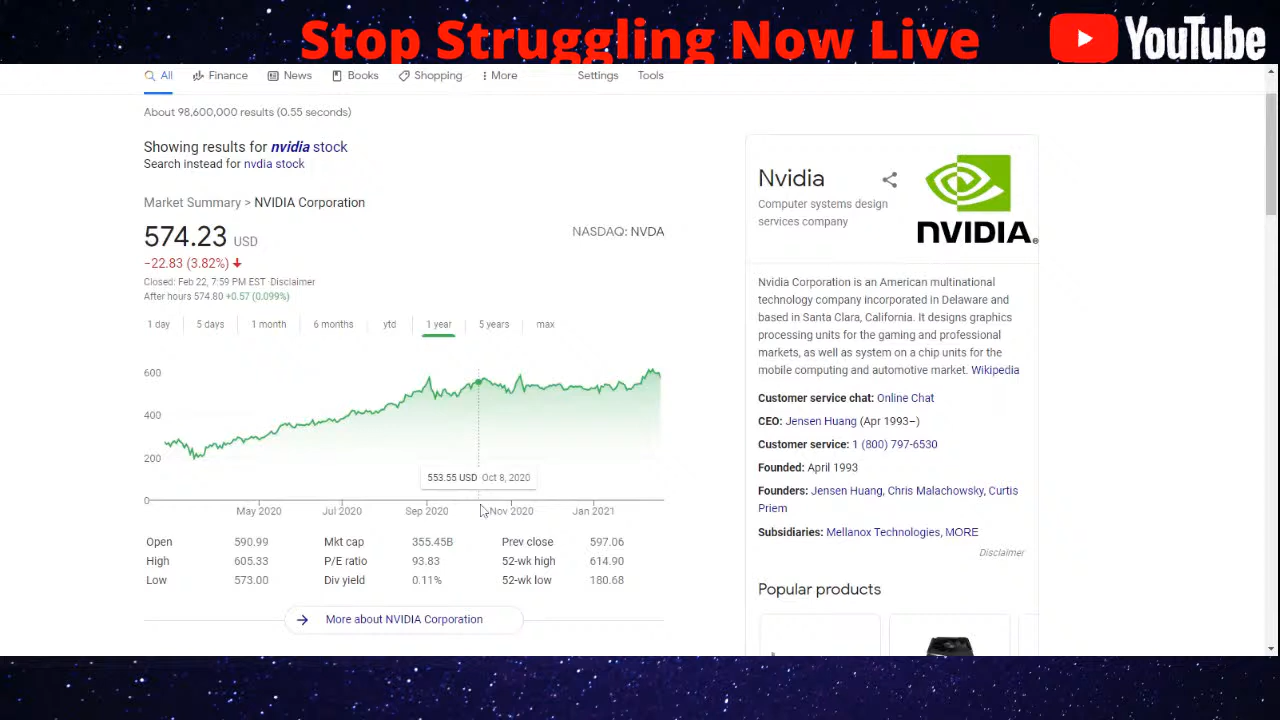 Stop Struggling Now Live
YouTube
All Finance News Books Shopping More Settings Tools
About 98,600,000 results (0.55 seconds)
Showing results for nvidia stock
Search instead for nvdia stock
Market Summary > NVIDIA Corporation
574.23 USD
NASDAQ: NVDA
−22.83 (3.82%)
Closed: Feb 22, 7:59 PM EST · Disclaimer
After hours 574.80 +0.57 (0.099%)
1 day 5 days 1 month 6 months ytd 1 year 5 years max
600
400
200
0
553.55 USD Oct 8, 2020
May 2020 Jul 2020 Sep 2020 Nov 2020 Jan 2021
Open 590.99 Mkt cap 355.45B Prev close 597.06
High 605.33 P/E ratio 93.83 52-wk high 614.90
Low 573.00 Div yield 0.11% 52-wk low 180.68
More about NVIDIA Corporation
Nvidia
Computer systems design
services company
NVIDIA.
Nvidia Corporation is an American multinational
technology company incorporated in Delaware and
based in Santa Clara, California. It designs graphics
processing units for the gaming and professional
markets, as well as system on a chip units for the
mobile computing and automotive market. Wikipedia
Customer service chat: Online Chat
CEO: Jensen Huang (Apr 1993–)
Customer service: 1 (800) 797-6530
Founded: April 1993
Founders: Jensen Huang, Chris Malachowsky, Curtis
Priem
Subsidiaries: Mellanox Technologies, MORE
Disclaimer
Popular products